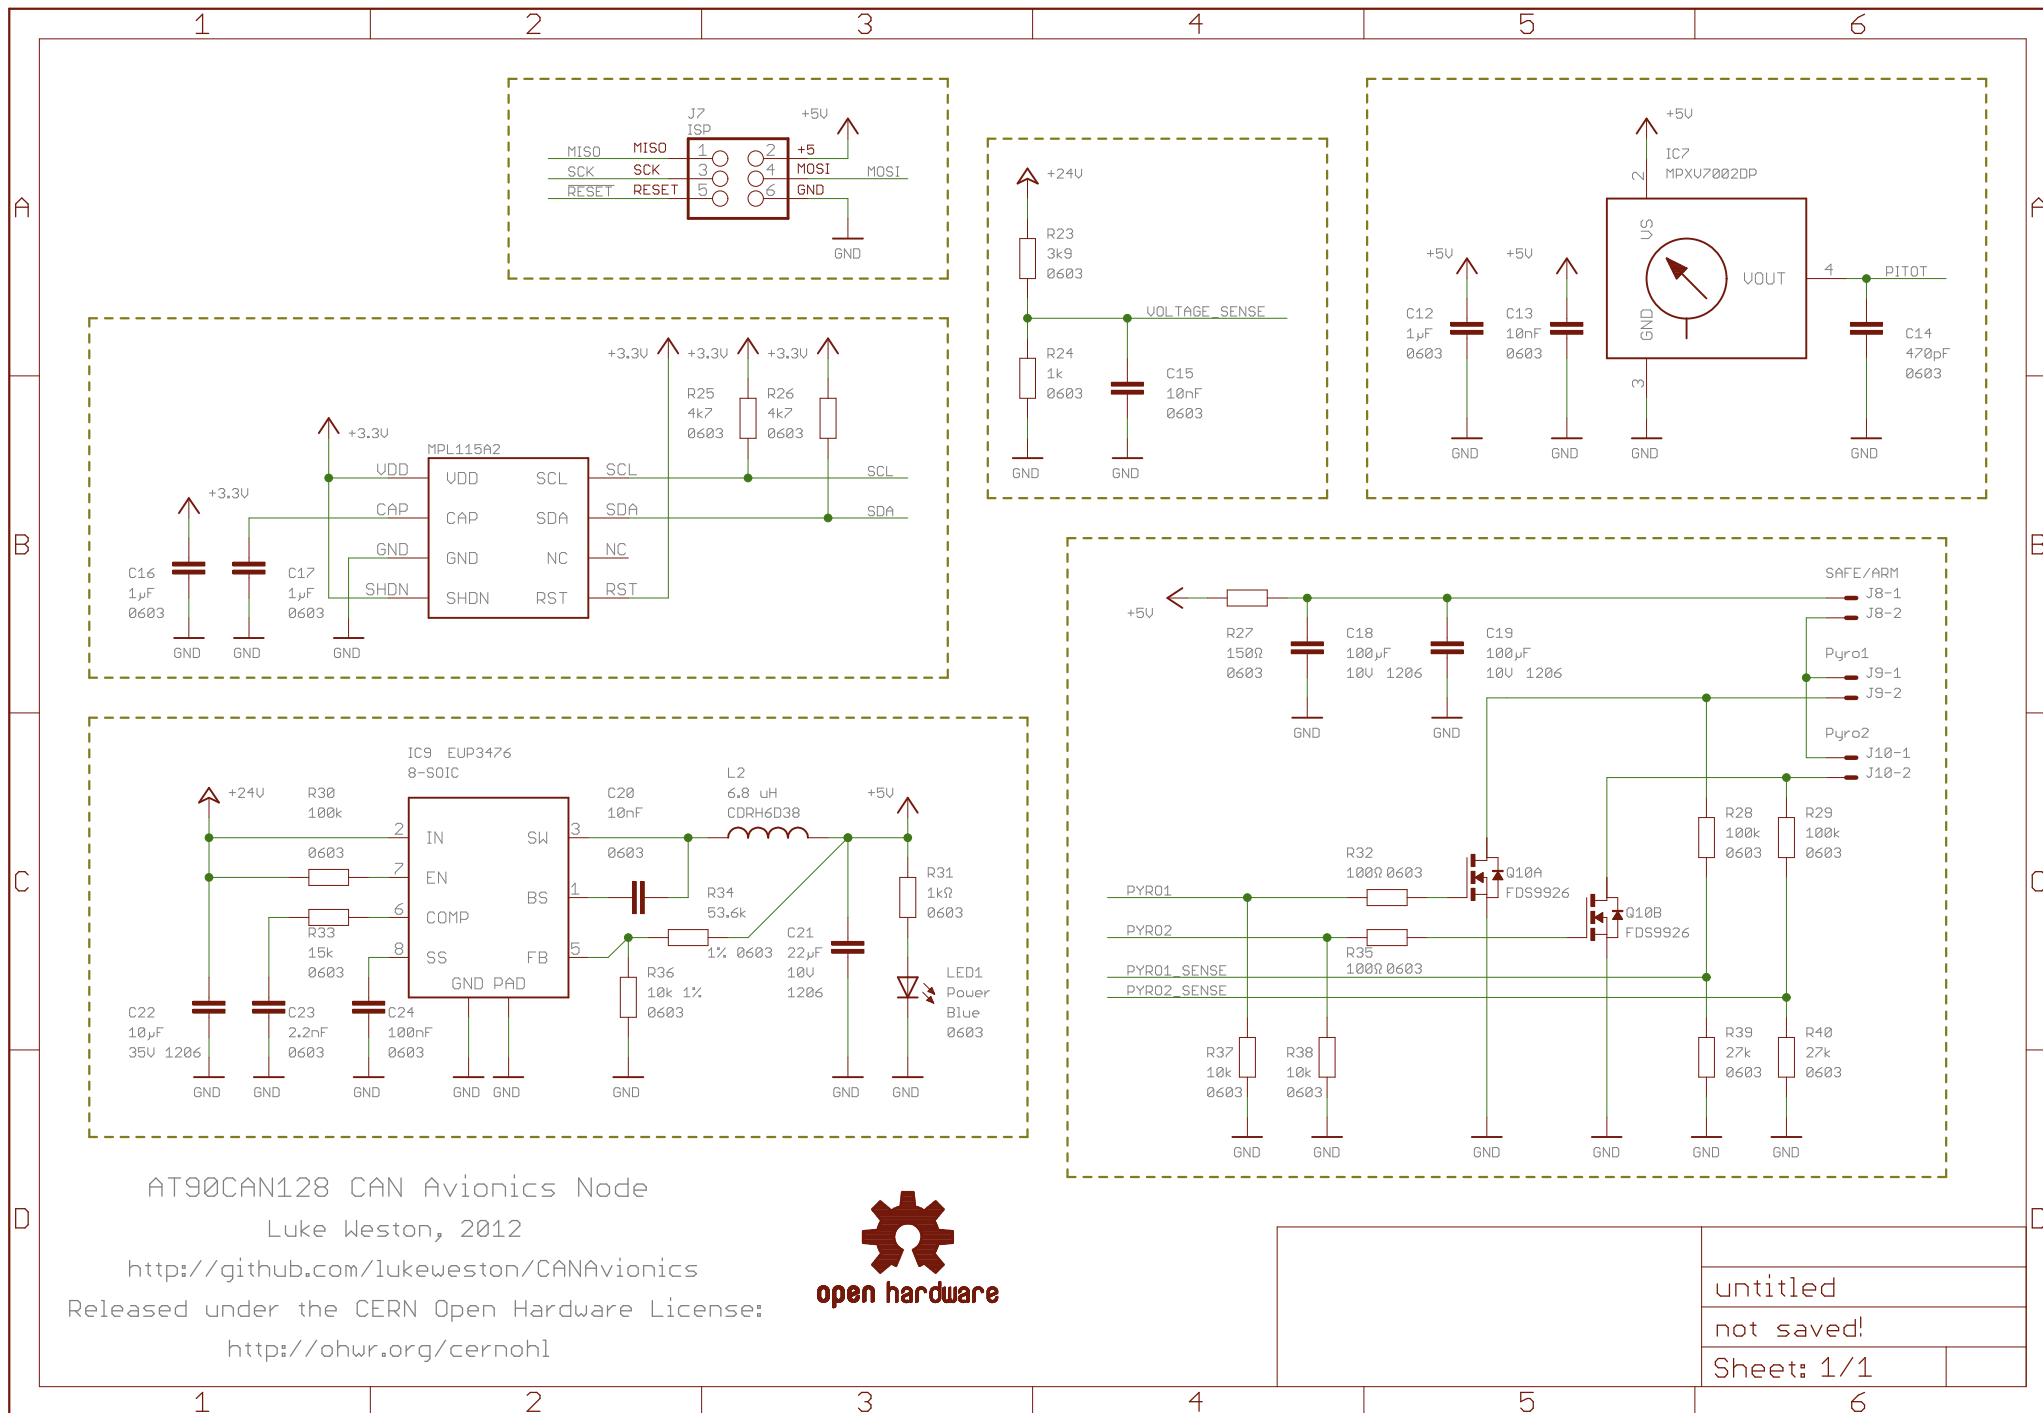 1 2 3 4 5 6
A A
B B
C C
D D
J7
ISP
+5V
MISO MISO 1 2 +5
SCK SCK 3 4 MOSI MOSI
RESET RESET 5 6 GND
GND
+24V
R23
3k9
0603
VOLTAGE_SENSE
R24
1k
0603
C15
10nF
0603
GND GND
+5V
IC7
MPXV7002DP
2
VS
VOUT
GND
3
4
PITOT
+5V +5V
C12
1µF
0603
C13
10nF
0603
C14
470pF
0603
GND GND GND GND
+3.3V +3.3V +3.3V
R25
4k7
0603
R26
4k7
0603
+3.3V
MPL115A2
+3.3V
VDD VDD SCL SCL SCL
CAP CAP SDA SDA SDA
GND GND NC NC
SHDN SHDN RST RST
C16
1µF
0603
C17
1µF
0603
GND GND GND
SAFE/ARM
J8-1
J8-2
+5V
R27
150Ω
0603
C18
100µF
10V 1206
C19
100µF
10V 1206
GND GND
Pyro1
J9-1
J9-2
Pyro2
J10-1
J10-2
R28
100k
0603
R29
100k
0603
R32
100Ω 0603
Q10A
FDS9926
Q10B
FDS9926
PYRO1
PYRO2
R35
100Ω 0603
PYRO1_SENSE
PYRO2_SENSE
R37
10k
0603
R38
10k
0603
R39
27k
0603
R40
27k
0603
GND GND GND GND GND GND
IC9 EUP3476
8-SOIC
+24V
R30
100k
0603
2 IN SW 3
7 EN BS 1
6 COMP
8 SS FB 5
GND PAD
C20
10nF
0603
L2
6.8 uH
CDRH6D38
+5V
R31
1kΩ
0603
R34
53.6k
1% 0603
R33
15k
0603
R36
10k 1%
0603
C21
22µF
10V
1206
LED1
Power
Blue
0603
C22
10µF
35V 1206
C23
2.2nF
0603
C24
100nF
0603
GND GND GND GND GND GND GND
AT90CAN128 CAN Avionics Node
Luke Weston, 2012
http://github.com/lukeweston/CANAvionics
Released under the CERN Open Hardware License:
http://ohwr.org/cernohl
open hardware
untitled
not saved!
Sheet: 1/1
1 2 3 4 5 6